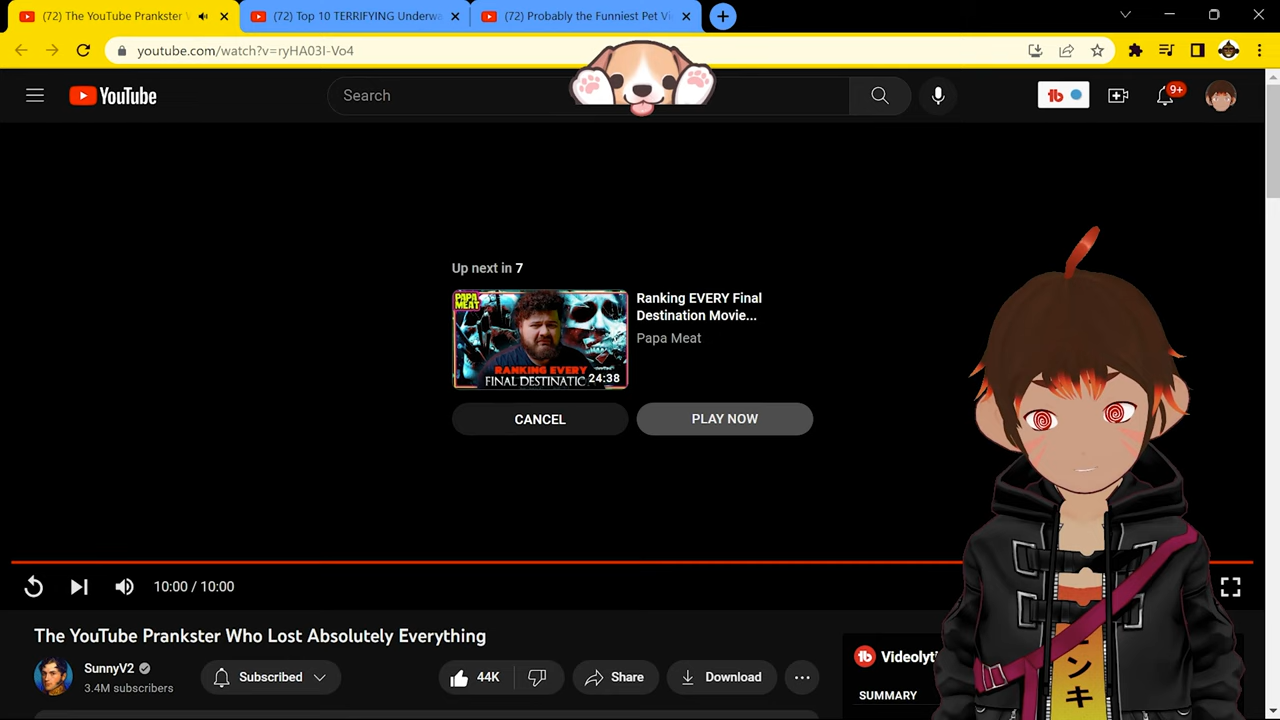 (72) The YouTube Prankster
(72) Top 10 TERRIFYING Underwa
(72) Probably the Funniest Pet Vi
youtube.com/watch?v=ryHA03I-Vo4
YouTube
Search
9+
Up next in 7
PAPA MEAT
RANKING EVERY
FINAL DESTINATIC
24:38
Ranking EVERY Final
Destination Movie...
Papa Meat
CANCEL
PLAY NOW
10:00 / 10:00
The YouTube Prankster Who Lost Absolutely Everything
SunnyV2
3.4M subscribers
Subscribed
44K
Share
Download
Videolyti
SUMMARY
ンキ